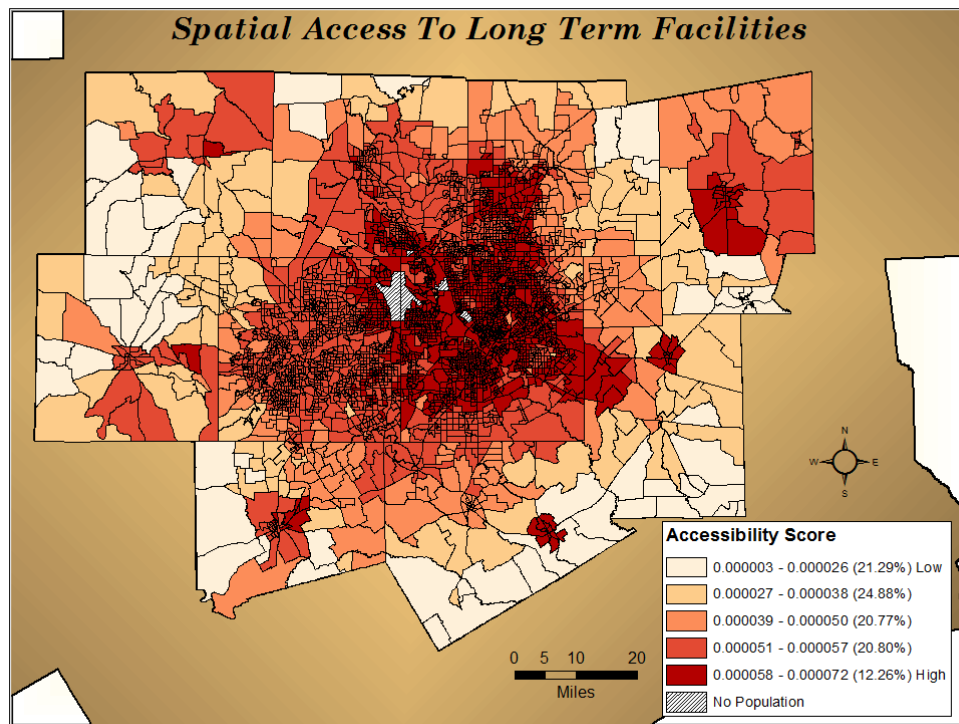 Spatial Access To Long Term Facilities
N
W E
S
Accessibility Score
0.000003 - 0.000026 (21.29%) Low
0.000027 - 0.000038 (24.88%)
0.000039 - 0.000050 (20.77%)
0.000051 - 0.000057 (20.80%)
0.000058 - 0.000072 (12.26%) High
No Population
0 5 10 20
Miles